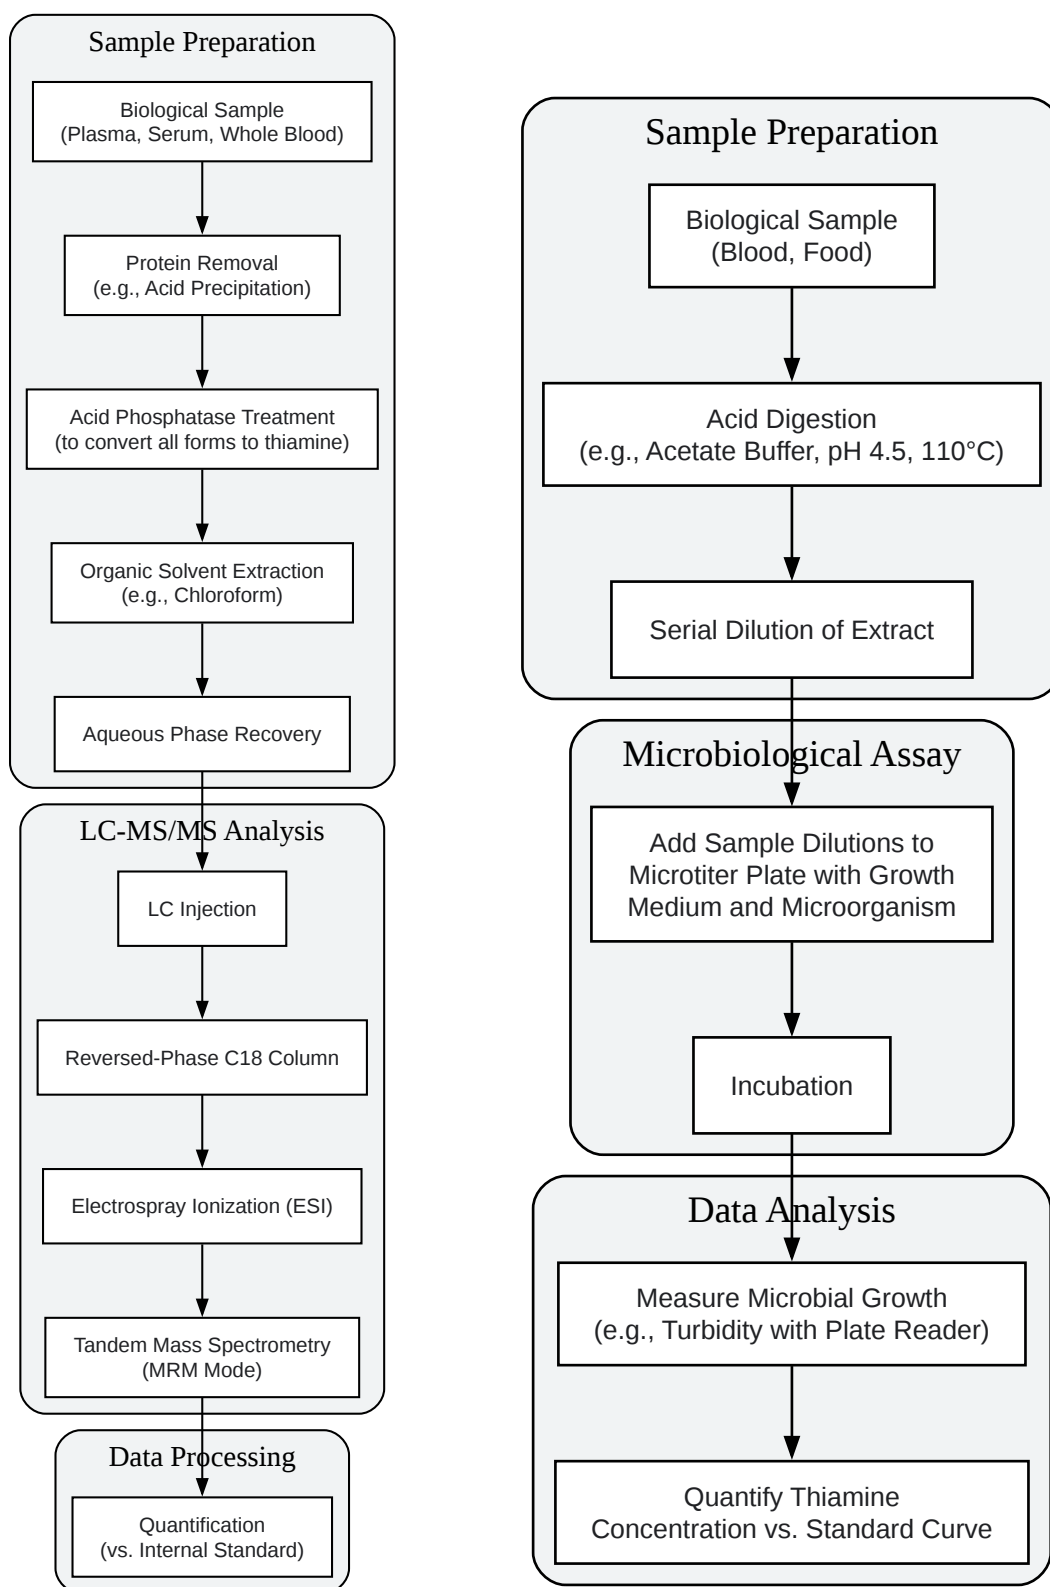 Sample Preparation
Biological Sample
(Plasma, Serum, Whole Blood)
Protein Removal
(e.g., Acid Precipitation)
Acid Phosphatase Treatment
(to convert all forms to thiamine)
Organic Solvent Extraction
(e.g., Chloroform)
Aqueous Phase Recovery
LC-MS/MS Analysis
LC Injection
Reversed-Phase C18 Column
Electrospray Ionization (ESI)
Tandem Mass Spectrometry
(MRM Mode)
Data Processing
Quantification
(vs. Internal Standard)
Sample Preparation
Biological Sample
(Blood, Food)
Acid Digestion
(e.g., Acetate Buffer, pH 4.5, 110°C)
Serial Dilution of Extract
Microbiological Assay
Add Sample Dilutions to
Microtiter Plate with Growth
Medium and Microorganism
Incubation
Data Analysis
Measure Microbial Growth
(e.g., Turbidity with Plate Reader)
Quantify Thiamine
Concentration vs. Standard Curve